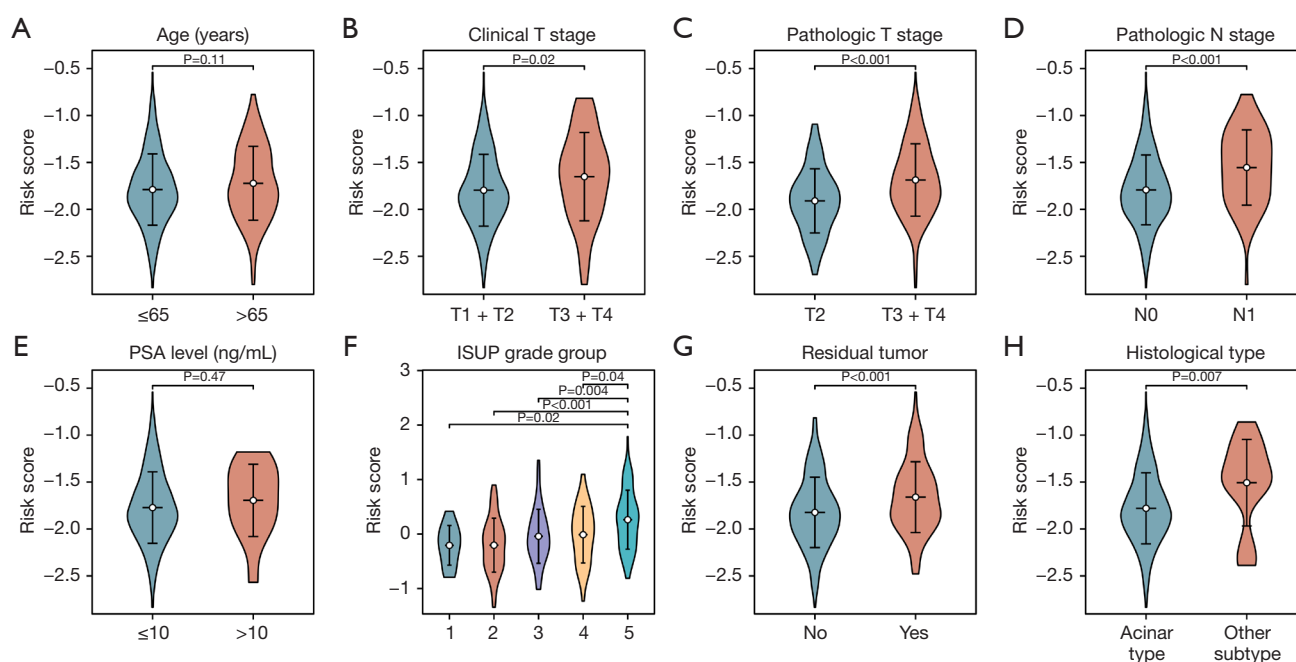 A
Age (years)
P=0.11
Risk score
−0.5
−1.0
−1.5
−2.0
−2.5
≤65
>65
B
Clinical T stage
P=0.02
Risk score
−0.5
−1.0
−1.5
−2.0
−2.5
T1 + T2
T3 + T4
C
Pathologic T stage
P<0.001
Risk score
−0.5
−1.0
−1.5
−2.0
−2.5
T2
T3 + T4
D
Pathologic N stage
P<0.001
Risk score
−0.5
−1.0
−1.5
−2.0
−2.5
N0
N1
E
PSA level (ng/mL)
P=0.47
Risk score
−0.5
−1.0
−1.5
−2.0
−2.5
≤10
>10
F
ISUP grade group
P=0.04
P=0.004
P<0.001
P=0.02
Risk score
3
2
1
0
−1
1
2
3
4
5
G
Residual tumor
P<0.001
Risk score
−0.5
−1.0
−1.5
−2.0
−2.5
No
Yes
H
Histological type
P=0.007
Risk score
−0.5
−1.0
−1.5
−2.0
−2.5
Acinar
type
Other
subtype